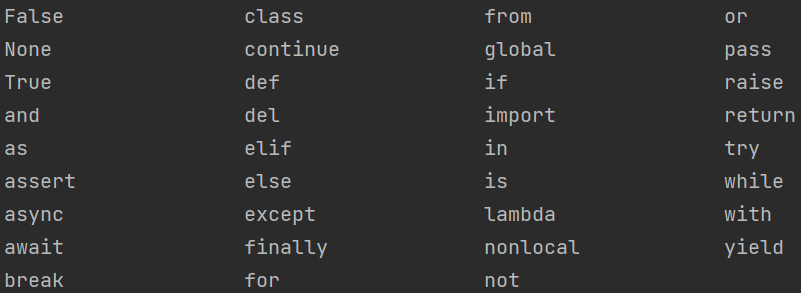 False class from or
None continue global pass
True def if raise
and del import return
as elif in try
assert else is while
async except lambda with
await finally nonlocal yield
break for not